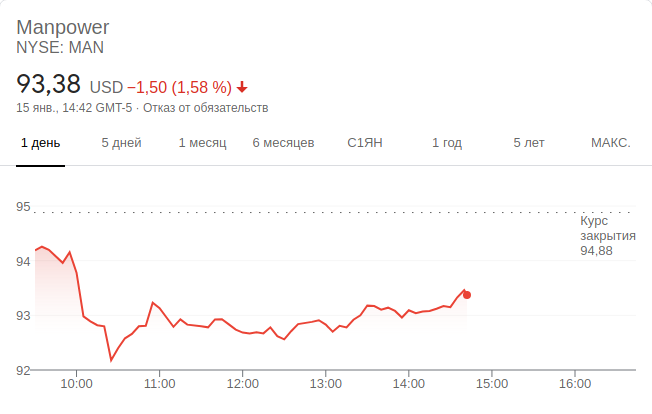 Manpower
NYSE: MAN
93,38 USD −1,50 (1,58 %)
15 янв., 14:42 GMT-5 · Отказ от обязательств
1 день 5 дней 1 месяц 6 месяцев С1ЯН 1 год 5 лет МАКС.
95
Курс
закрытия
94,88
94
93
92
10:00 11:00 12:00 13:00 14:00 15:00 16:00